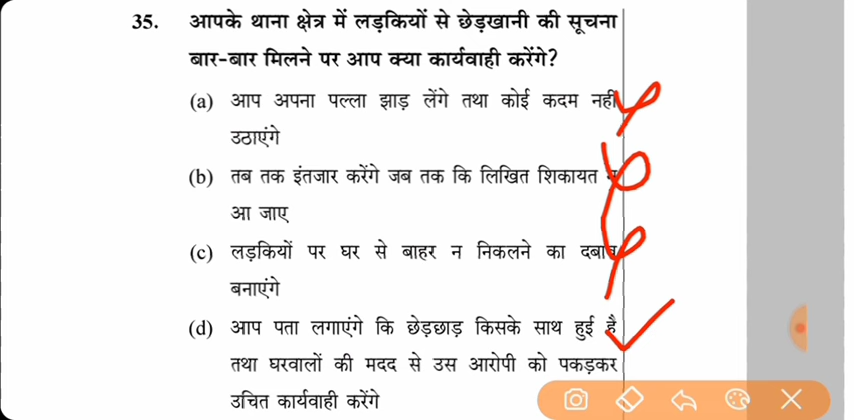 35. आपके थाना क्षेत्र में लड़कियों से छेड़खानी की सूचना
बार-बार मिलने पर आप क्या कार्यवाही करेंगे?
(a) आप अपना पल्ला झाड़ लेंगे तथा कोई कदम नहीं
उठाएंगे
(b) तब तक इंतजार करेंगे जब तक कि लिखित शिकायत न
आ जाए
(c) लड़कियों पर घर से बाहर न निकलने का दबाव
बनाएंगे
(d) आप पता लगाएंगे कि छेड़छाड़ किसके साथ हुई है
तथा घरवालों की मदद से उस आरोपी को पकड़कर
उचित कार्यवाही करेंगे